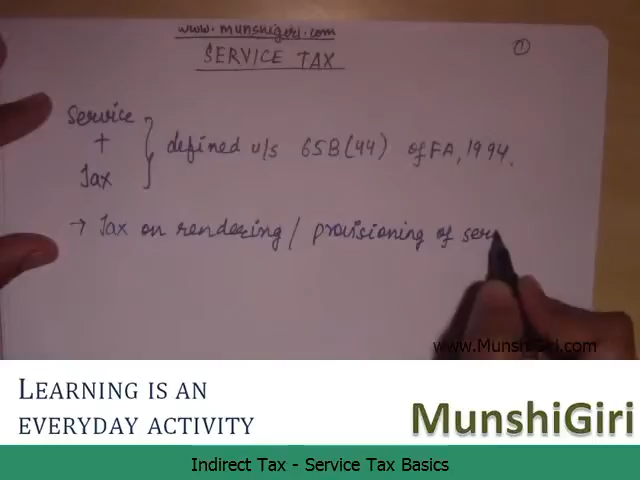 www.munshigiri.com
SERVICE TAX
①
Service
+
Tax
} defined u/s 65B(44) of FA, 1994.
→ Tax on rendering / provisioning of serv
www.MunshiGiri.com
LEARNING IS AN
EVERYDAY ACTIVITY
MunshiGiri
Indirect Tax - Service Tax Basics